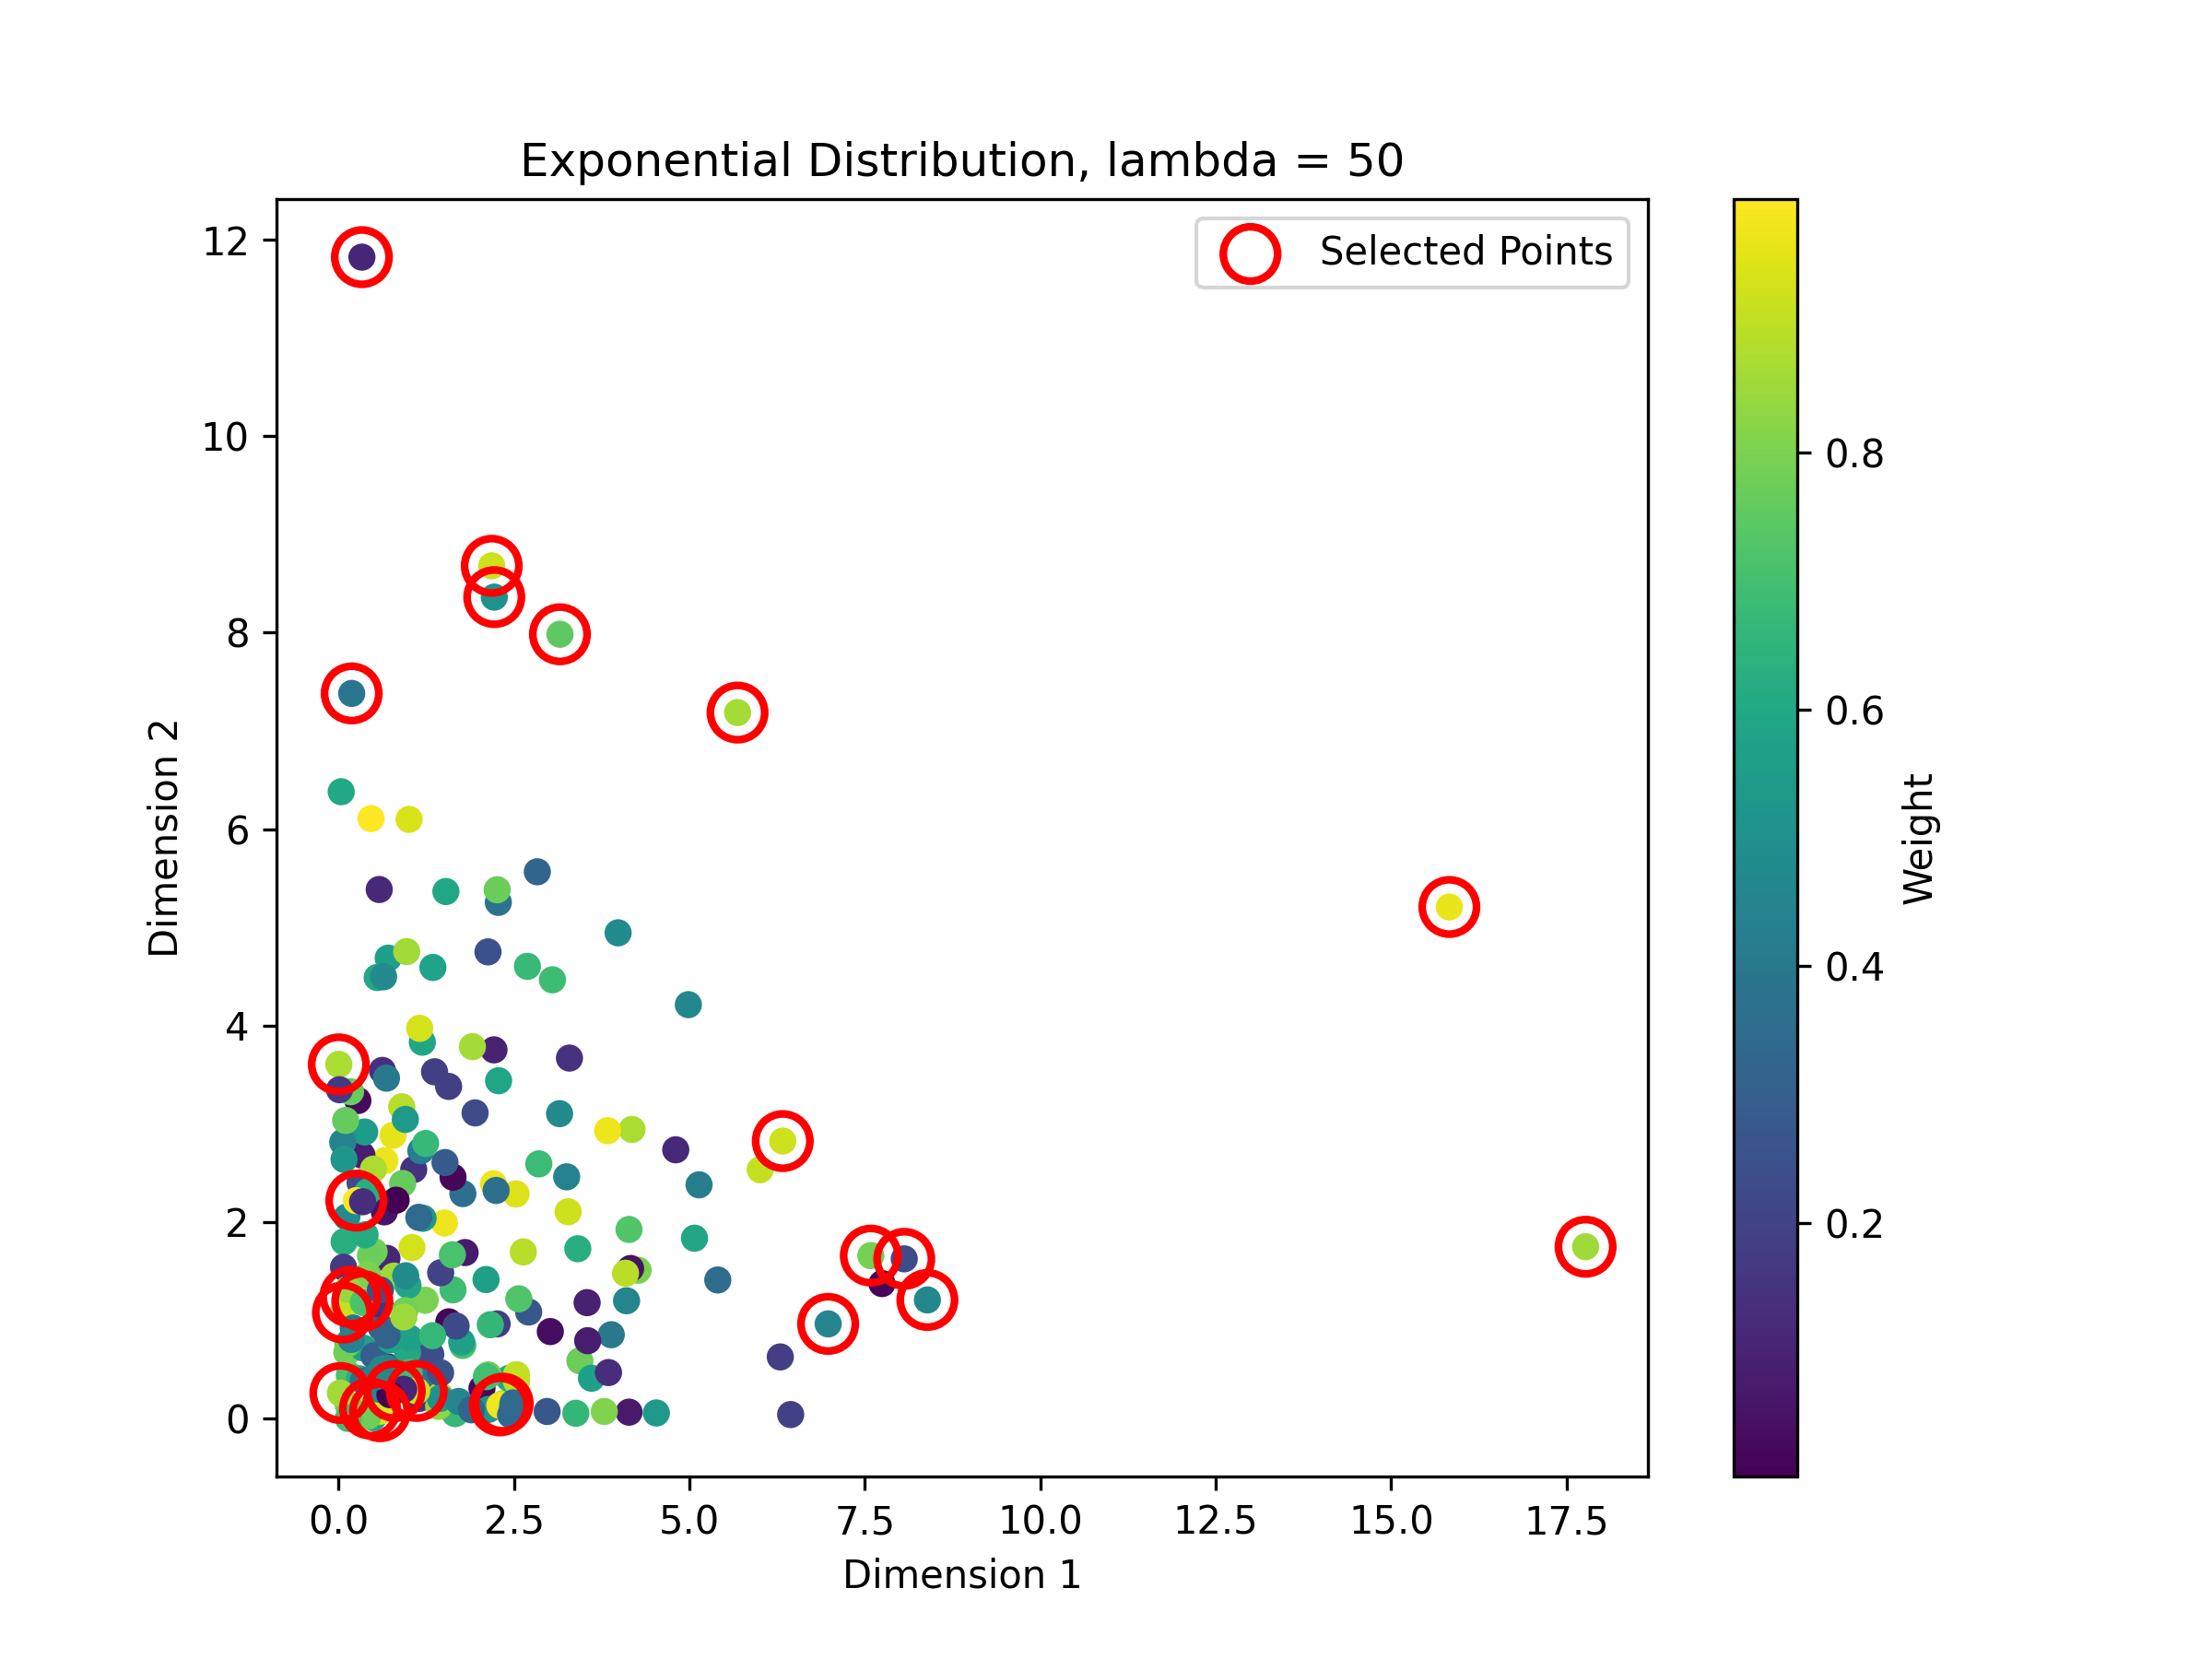 Exponential Distribution, lambda = 50
Selected Points
12
10
8
6
4
2
0
Dimension 2
0.0 2.5 5.0 7.5 10.0 12.5 15.0 17.5
Dimension 1
0.8
0.6
0.4
0.2
Weight